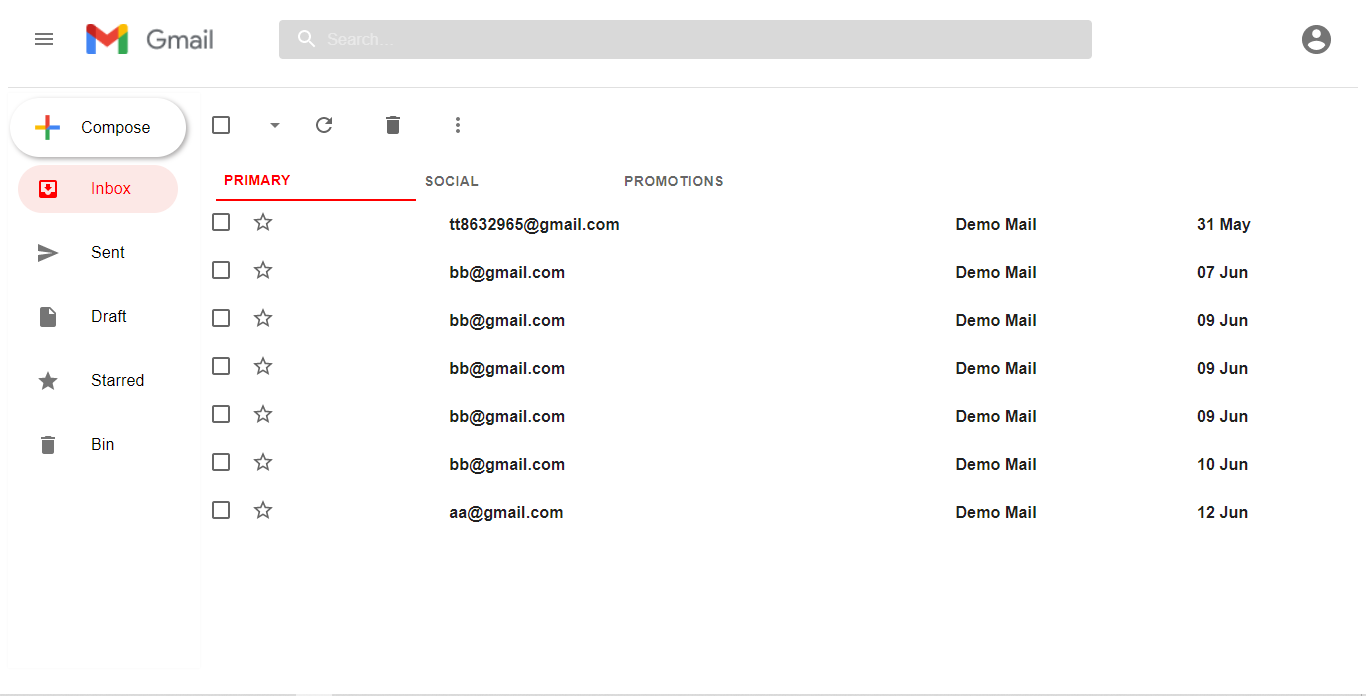 Gmail
Search...
Compose
PRIMARY SOCIAL PROMOTIONS
Inbox
tt8632965@gmail.com Demo Mail 31 May
Sent
bb@gmail.com Demo Mail 07 Jun
Draft
bb@gmail.com Demo Mail 09 Jun
Starred
bb@gmail.com Demo Mail 09 Jun
bb@gmail.com Demo Mail 09 Jun
Bin
bb@gmail.com Demo Mail 10 Jun
aa@gmail.com Demo Mail 12 Jun